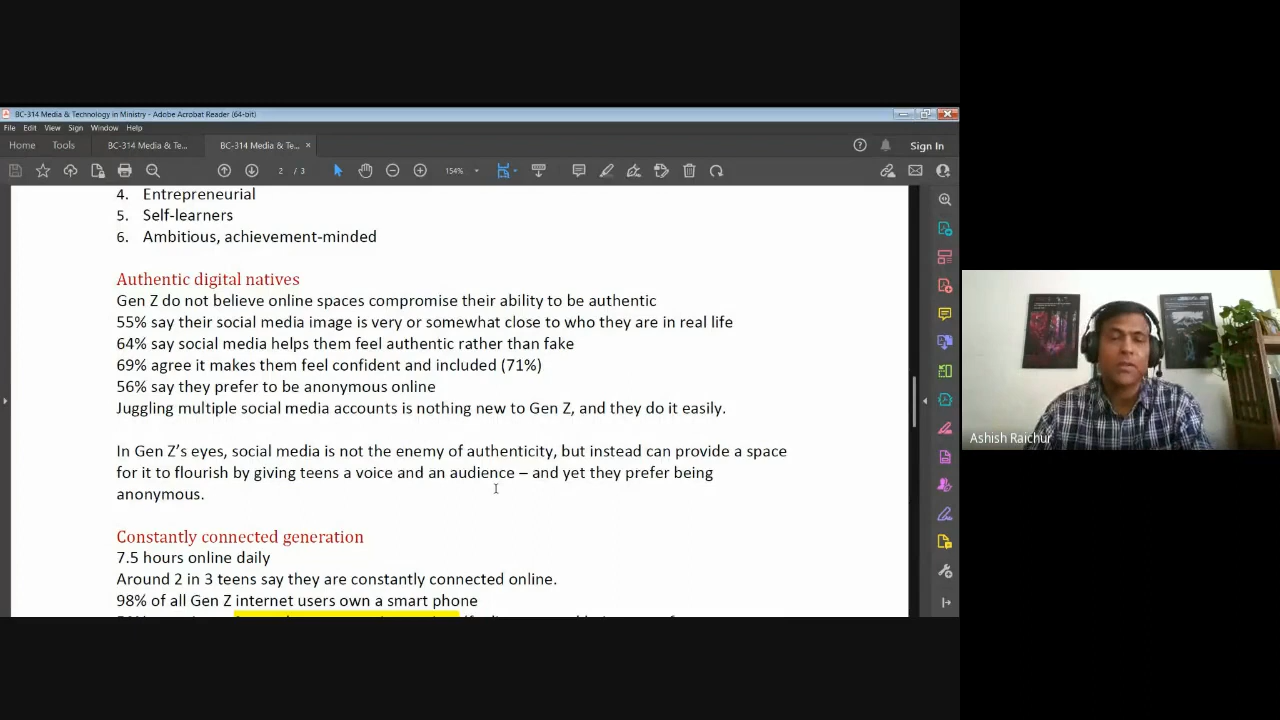 BC-314 Media & Technology in Ministry - Adobe Acrobat Reader (64-bit)
File Edit View Sign Window Help
Home Tools BC-314 Media & Te... BC-314 Media & Te... ×
Sign In
2 / 3 154%
4. Entrepreneurial
5. Self-learners
6. Ambitious, achievement-minded
Authentic digital natives
Gen Z do not believe online spaces compromise their ability to be authentic
55% say their social media image is very or somewhat close to who they are in real life
64% say social media helps them feel authentic rather than fake
69% agree it makes them feel confident and included (71%)
56% say they prefer to be anonymous online
Juggling multiple social media accounts is nothing new to Gen Z, and they do it easily.
In Gen Z’s eyes, social media is not the enemy of authenticity, but instead can provide a space
for it to flourish by giving teens a voice and an audience – and yet they prefer being
anonymous.
Constantly connected generation
7.5 hours online daily
Around 2 in 3 teens say they are constantly connected online.
98% of all Gen Z internet users own a smart phone
Ashish Raichur